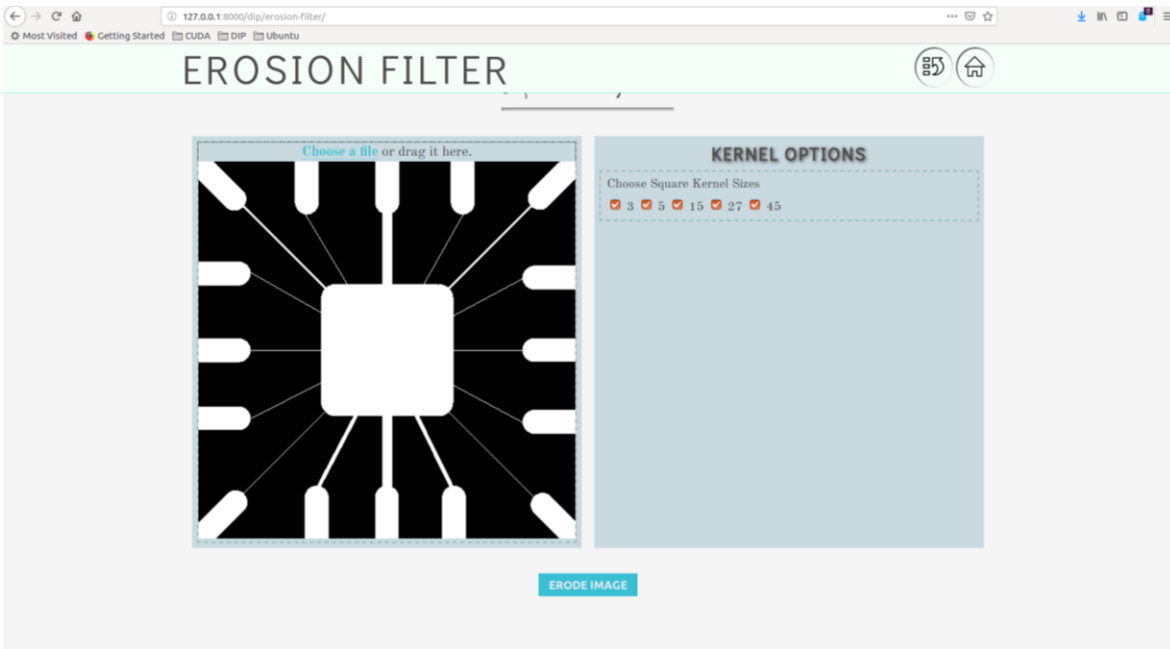 127.0.0.1:8000/dip/erosion-filter/
Most Visited Getting Started CUDA DIP Ubuntu
EROSION FILTER
Choose a file or drag it here.
KERNEL OPTIONS
Choose Square Kernel Sizes
3 5 15 27 45
ERODE IMAGE